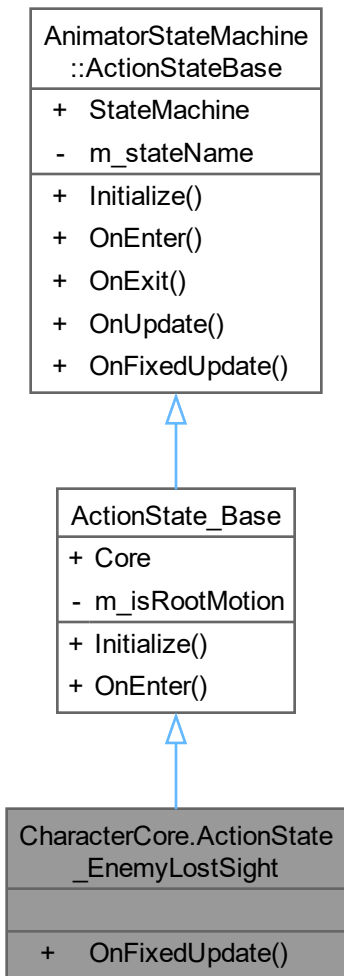 AnimatorStateMachine
::ActionStateBase
+ StateMachine
- m_stateName
+ Initialize()
+ OnEnter()
+ OnExit()
+ OnUpdate()
+ OnFixedUpdate()
ActionState_Base
+ Core
- m_isRootMotion
+ Initialize()
+ OnEnter()
CharacterCore.ActionState
_EnemyLostSight
+ OnFixedUpdate()